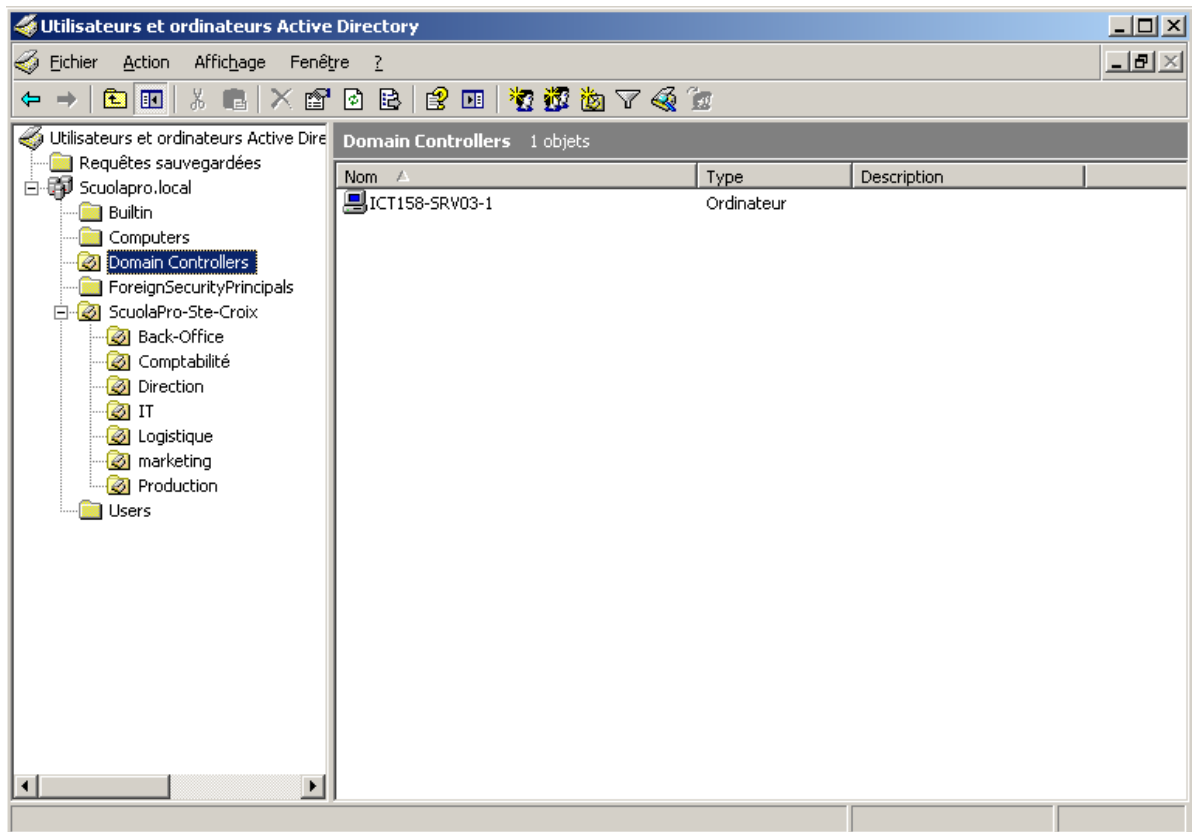 Utilisateurs et ordinateurs Active Directory
Fichier Action Affichage Fenêtre ?
Utilisateurs et ordinateurs Active Dire
Requêtes sauvegardées
Scuolapro.local
Builtin
Computers
Domain Controllers
ForeignSecurityPrincipals
ScuolaPro-Ste-Croix
Back-Office
Comptabilité
Direction
IT
Logistique
marketing
Production
Users
Domain Controllers 1 objets
Nom Type Description
ICT158-SRV03-1 Ordinateur